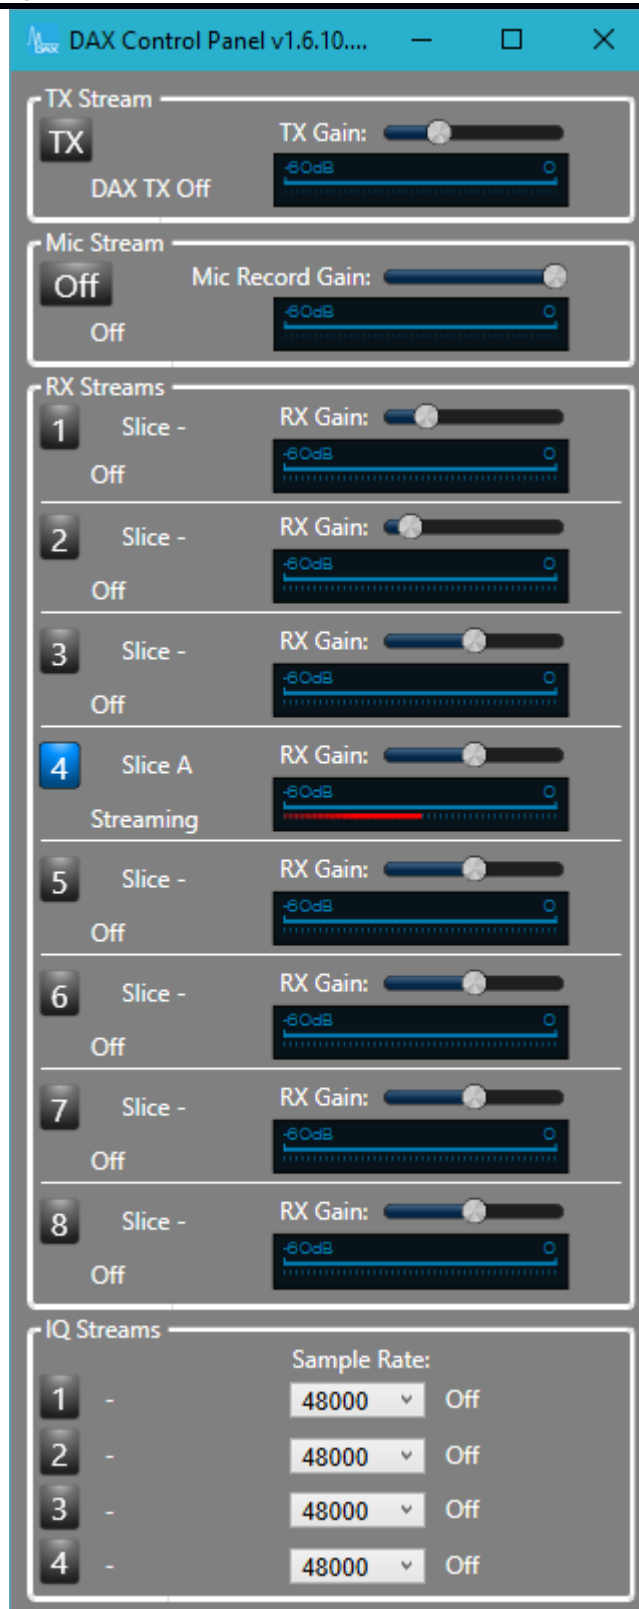 DAX Control Panel v1.6.10....
TX Stream
TX TX Gain:
-60dB 0
DAX TX Off
Mic Stream
Off Mic Record Gain:
-60dB 0
Off
RX Streams
1 Slice - RX Gain:
-60dB 0
Off
2 Slice - RX Gain:
-60dB 0
Off
3 Slice - RX Gain:
-60dB 0
Off
4 Slice A RX Gain:
-60dB 0
Streaming
5 Slice - RX Gain:
-60dB 0
Off
6 Slice - RX Gain:
-60dB 0
Off
7 Slice - RX Gain:
-60dB 0
Off
8 Slice - RX Gain:
-60dB 0
Off
IQ Streams
Sample Rate:
1 - 48000 Off
2 - 48000 Off
3 - 48000 Off
4 - 48000 Off